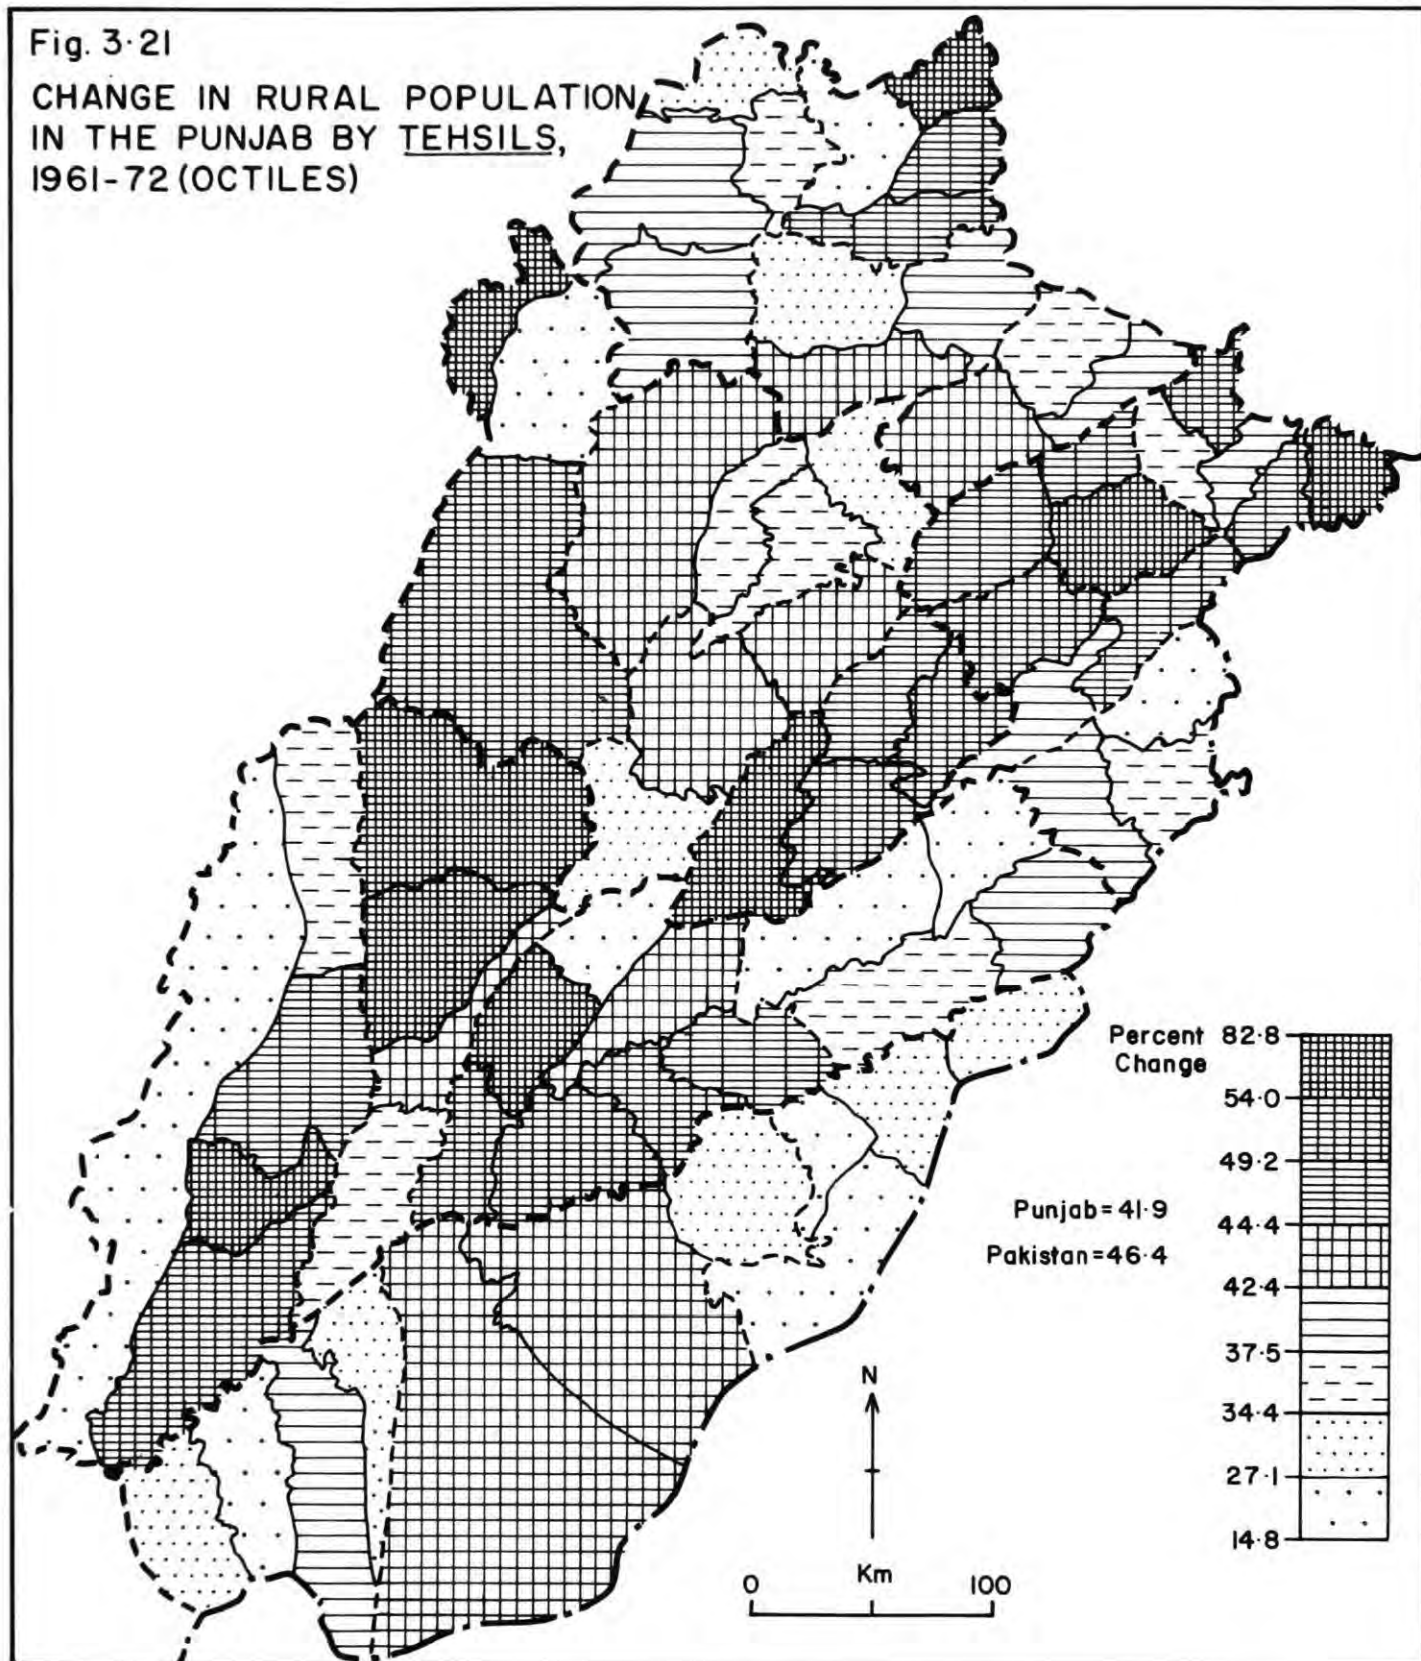 Fig. 3·21
CHANGE IN RURAL POPULATION
IN THE PUNJAB BY TEHSILS,
1961-72 (OCTILES)
Percent
Change
82·8
54·0
49·2
44·4
42·4
37·5
34·4
27·1
14·8
Punjab=41·9
Pakistan=46·4
N
Km
0 100